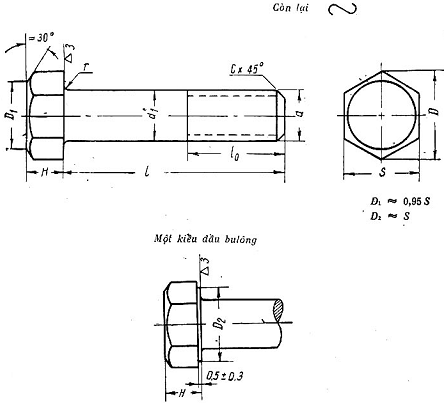 Còn lại
≈30°
△3
r
C x 45°
D₁
d₁
d
D
l₀
H
l
S
Đ₁ ≈ 0,95 S
D₂ ≈ S
Một kiểu đầu bulông
△3
D₂
0,5 ± 0.3
H